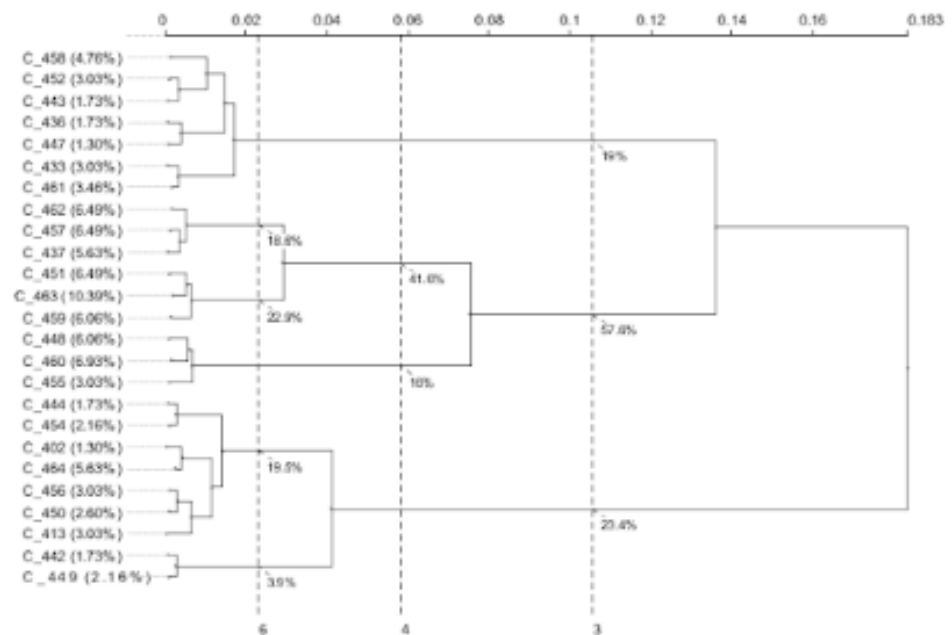 0 0.02 0.04 0.06 0.08 0.1 0.12 0.14 0.16 0.183
C_458 (4.76%)
C_452 (3.03%)
C_443 (1.73%)
C_436 (1.73%)
C_447 (1.30%)
19%
C_433 (3.03%)
C_461 (3.46%)
C_462 (6.49%)
C_457 (6.49%)
18.6%
C_437 (5.63%)
C_451 (6.49%)
41.6%
C_463 (10.39%)
C_459 (6.06%)
22.9%
57.6%
C_448 (6.06%)
C_460 (6.93%)
C_455 (3.03%)
16%
C_444 (1.73%)
C_454 (2.16%)
C_402 (1.30%)
C_464 (5.63%)
19.5%
C_456 (3.03%)
C_450 (2.60%)
C_413 (3.03%)
23.4%
C_442 (1.73%)
C_449 (2.16%)
3.9%
6 4 3